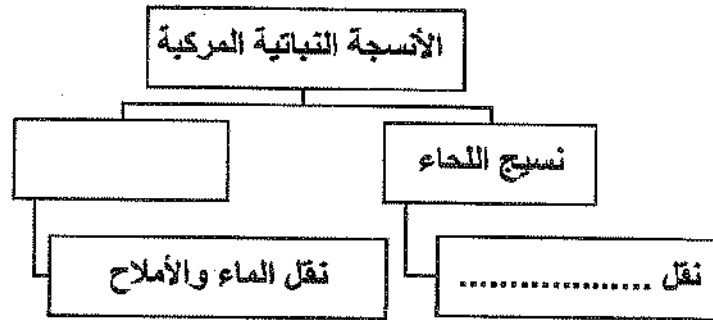 الأنسجة النباتية المركبة
نسيج اللحاء
نقل ......................
نقل الماء والأملاح